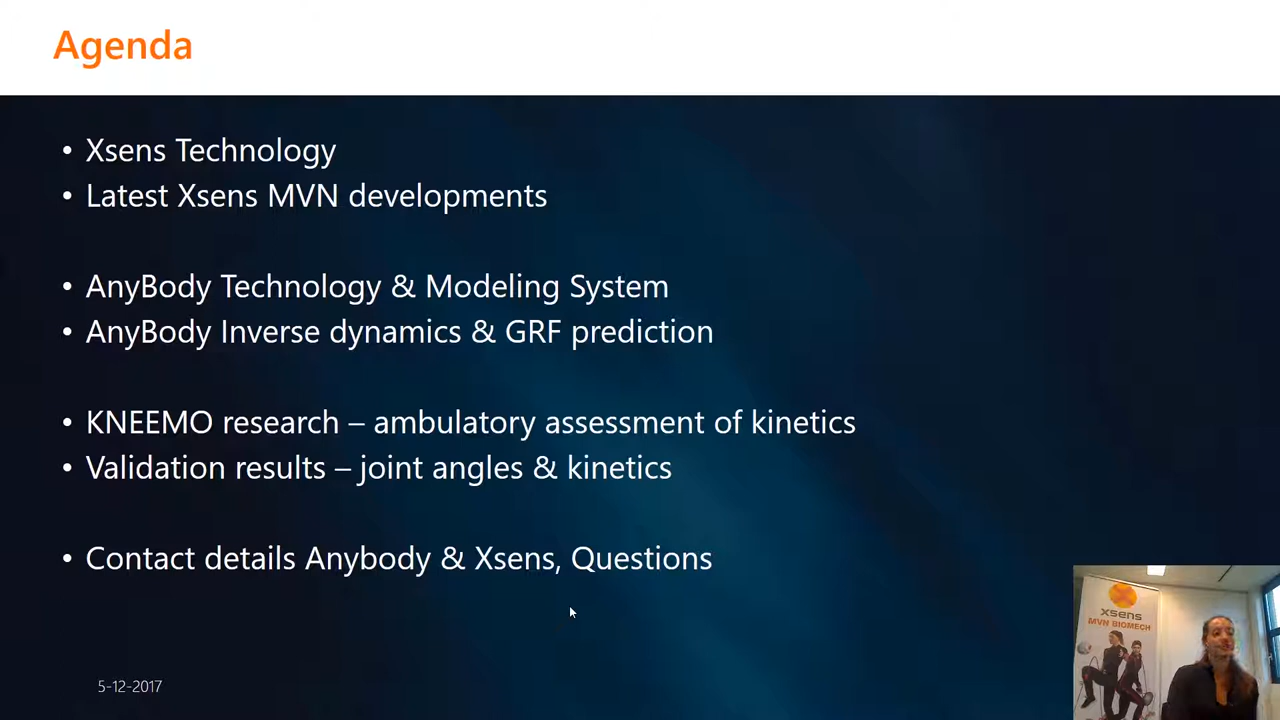 Agenda
• Xsens Technology
• Latest Xsens MVN developments
• AnyBody Technology & Modeling System
• AnyBody Inverse dynamics & GRF prediction
• KNEEMO research – ambulatory assessment of kinetics
• Validation results – joint angles & kinetics
• Contact details Anybody & Xsens, Questions
xsens
MVN BIOMECH
5-12-2017